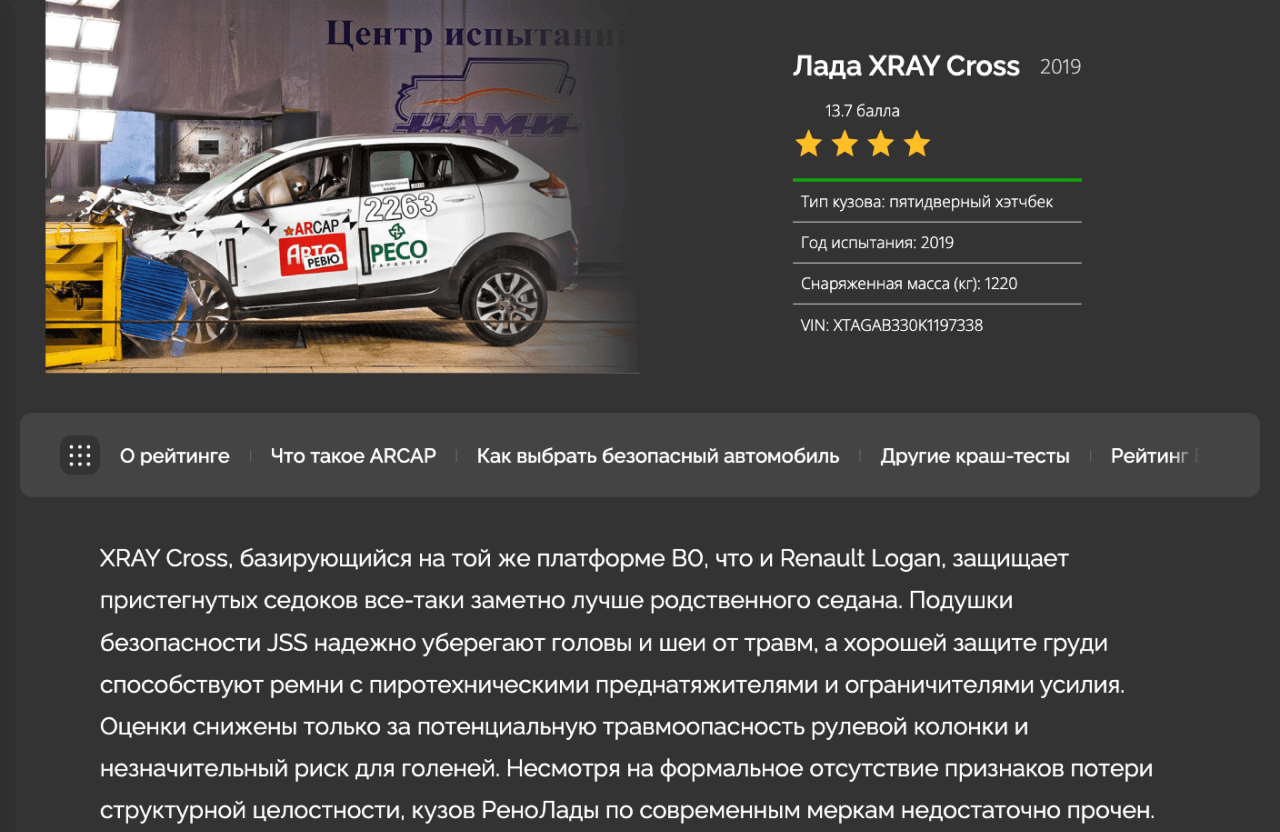 Центр испытаний
НАМИ
2263
ARCAP
АВТО
РЕВЮ
РЕСО
ГАРАНТИЯ
Лада XRAY Cross 2019
13.7 балла
Тип кузова: пятидверный хэтчбек
Год испытания: 2019
Снаряженная масса (кг): 1220
VIN: XTAGAB330K1197338
О рейтинге
Что такое ARCAP
Как выбрать безопасный автомобиль
Другие краш-тесты
Рейтинг
XRAY Cross, базирующийся на той же платформе B0, что и Renault Logan, защищает
пристегнутых седоков все-таки заметно лучше родственного седана. Подушки
безопасности JSS надежно уберегают головы и шеи от травм, а хорошей защите груди
способствуют ремни с пиротехническими преднатяжителями и ограничителями усилия.
Оценки снижены только за потенциальную травмоопасность рулевой колонки и
незначительный риск для голеней. Несмотря на формальное отсутствие признаков потери
структурной целостности, кузов РеноЛады по современным меркам недостаточно прочен.